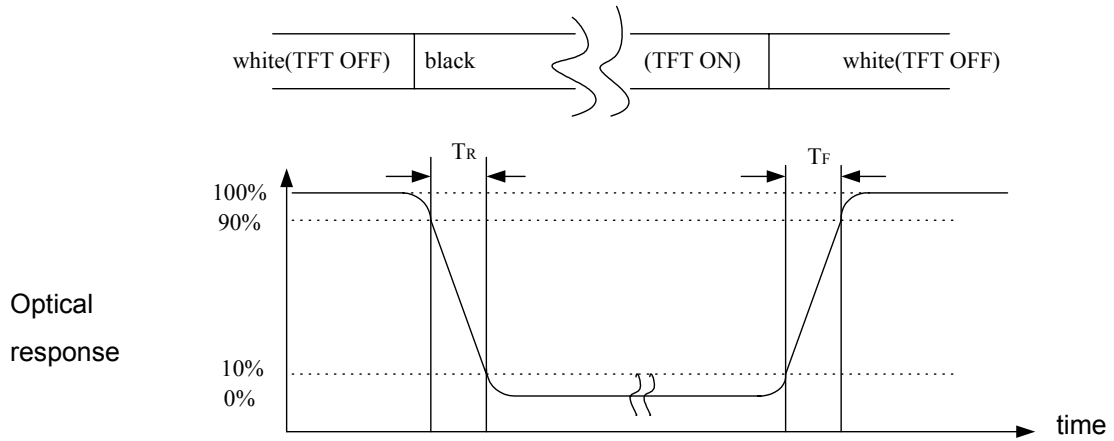 white(TFT OFF) black (TFT ON) white(TFT OFF)
TR TF
100%
90%
Optical
response
10%
0%
time